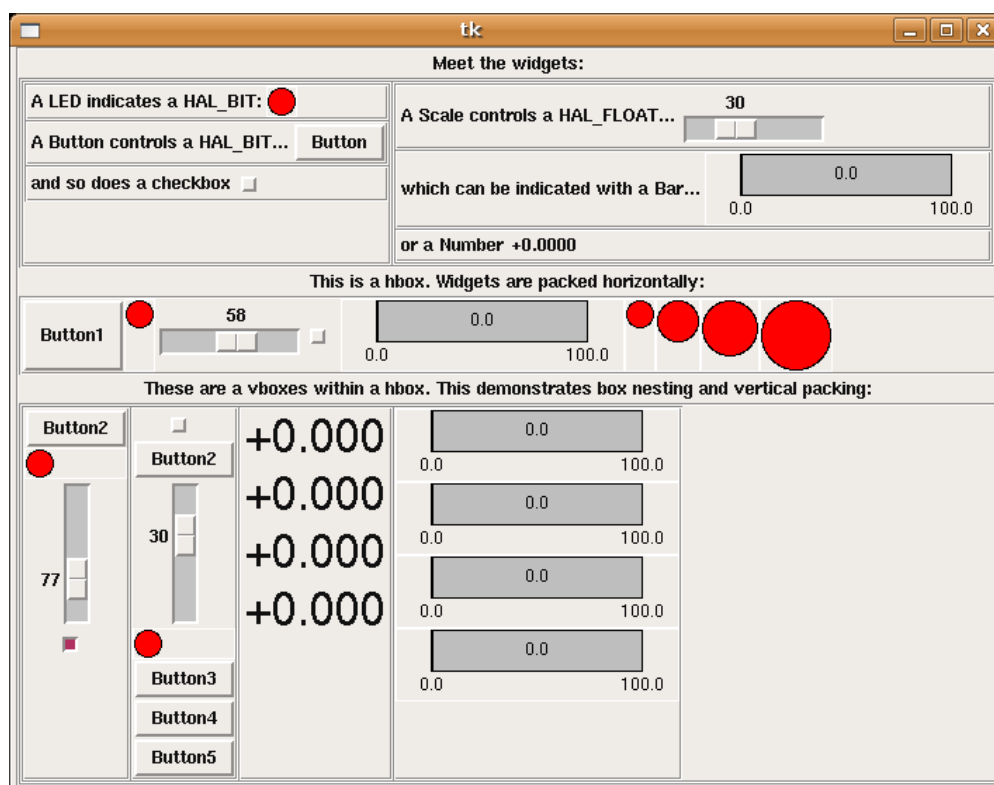 tk
Meet the widgets:
A LED indicates a HAL_BIT:
A Button controls a HAL_BIT... Button
and so does a checkbox
A Scale controls a HAL_FLOAT... 30
which can be indicated with a Bar... 0.0
0.0 100.0
or a Number +0.0000
This is a hbox. Widgets are packed horizontally:
Button1 58 0.0
0.0 100.0
These are a vboxes within a hbox. This demonstrates box nesting and vertical packing:
Button2
77
Button2
30
Button3
Button4
Button5
+0.000
+0.000
+0.000
+0.000
0.0
0.0 100.0
0.0
0.0 100.0
0.0
0.0 100.0
0.0
0.0 100.0